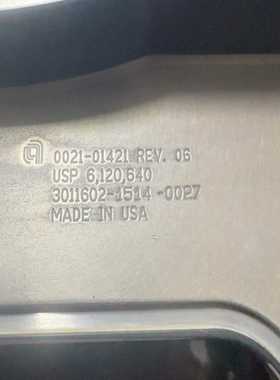 0021-01421 REV. 06
USP 6,120,640
3011602-1514-0027
MADE IN USA